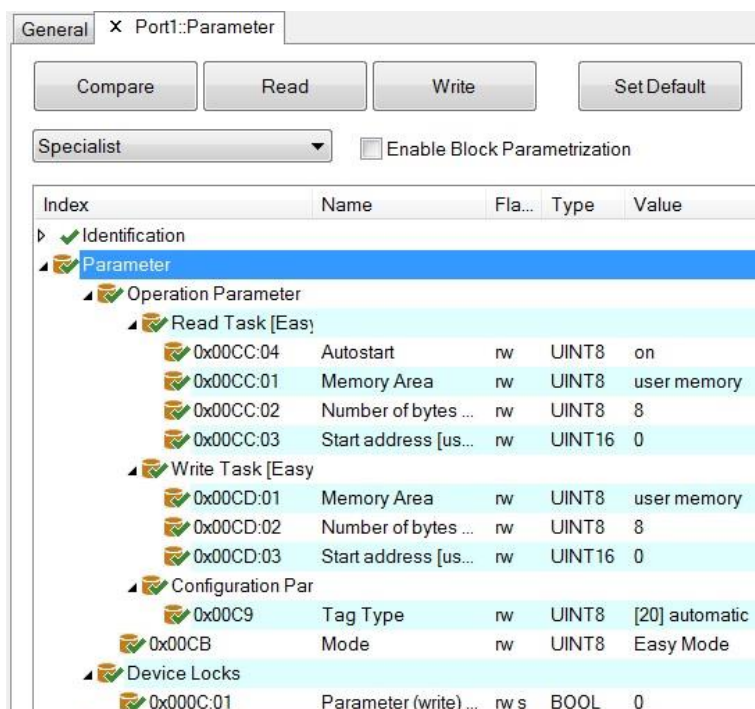 General X Port1::Parameter
Compare Read Write Set Default
Specialist Enable Block Parametrization
Index Name Fla... Type Value
Identification
Parameter
Operation Parameter
Read Task [Easy
0x00CC:04 Autostart rw UINT8 on
0x00CC:01 Memory Area rw UINT8 user memory
0x00CC:02 Number of bytes ... rw UINT8 8
0x00CC:03 Start address [us... rw UINT16 0
Write Task [Easy
0x00CD:01 Memory Area rw UINT8 user memory
0x00CD:02 Number of bytes ... rw UINT8 8
0x00CD:03 Start address [us... rw UINT16 0
Configuration Par
0x00C9 Tag Type rw UINT8 [20] automatic
0x00CB Mode rw UINT8 Easy Mode
Device Locks
0x000C:01 Parameter (write) ... rw s BOOL 0